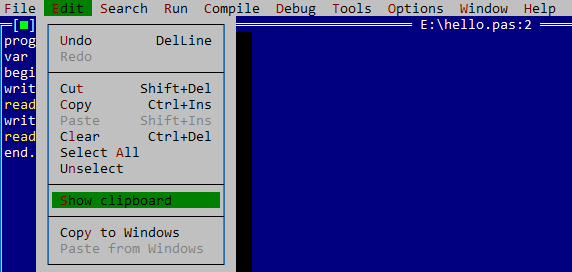 File Edit Search Run Compile Debug Tools Options Window Help
[■] E:\hello.pas:2
prog
var
begi
writ
read
writ
read
end.
Undo DelLine
Redo
Cut Shift+Del
Copy Ctrl+Ins
Paste Shift+Ins
Clear Ctrl+Del
Select All
Unselect
Show clipboard
Copy to Windows
Paste from Windows